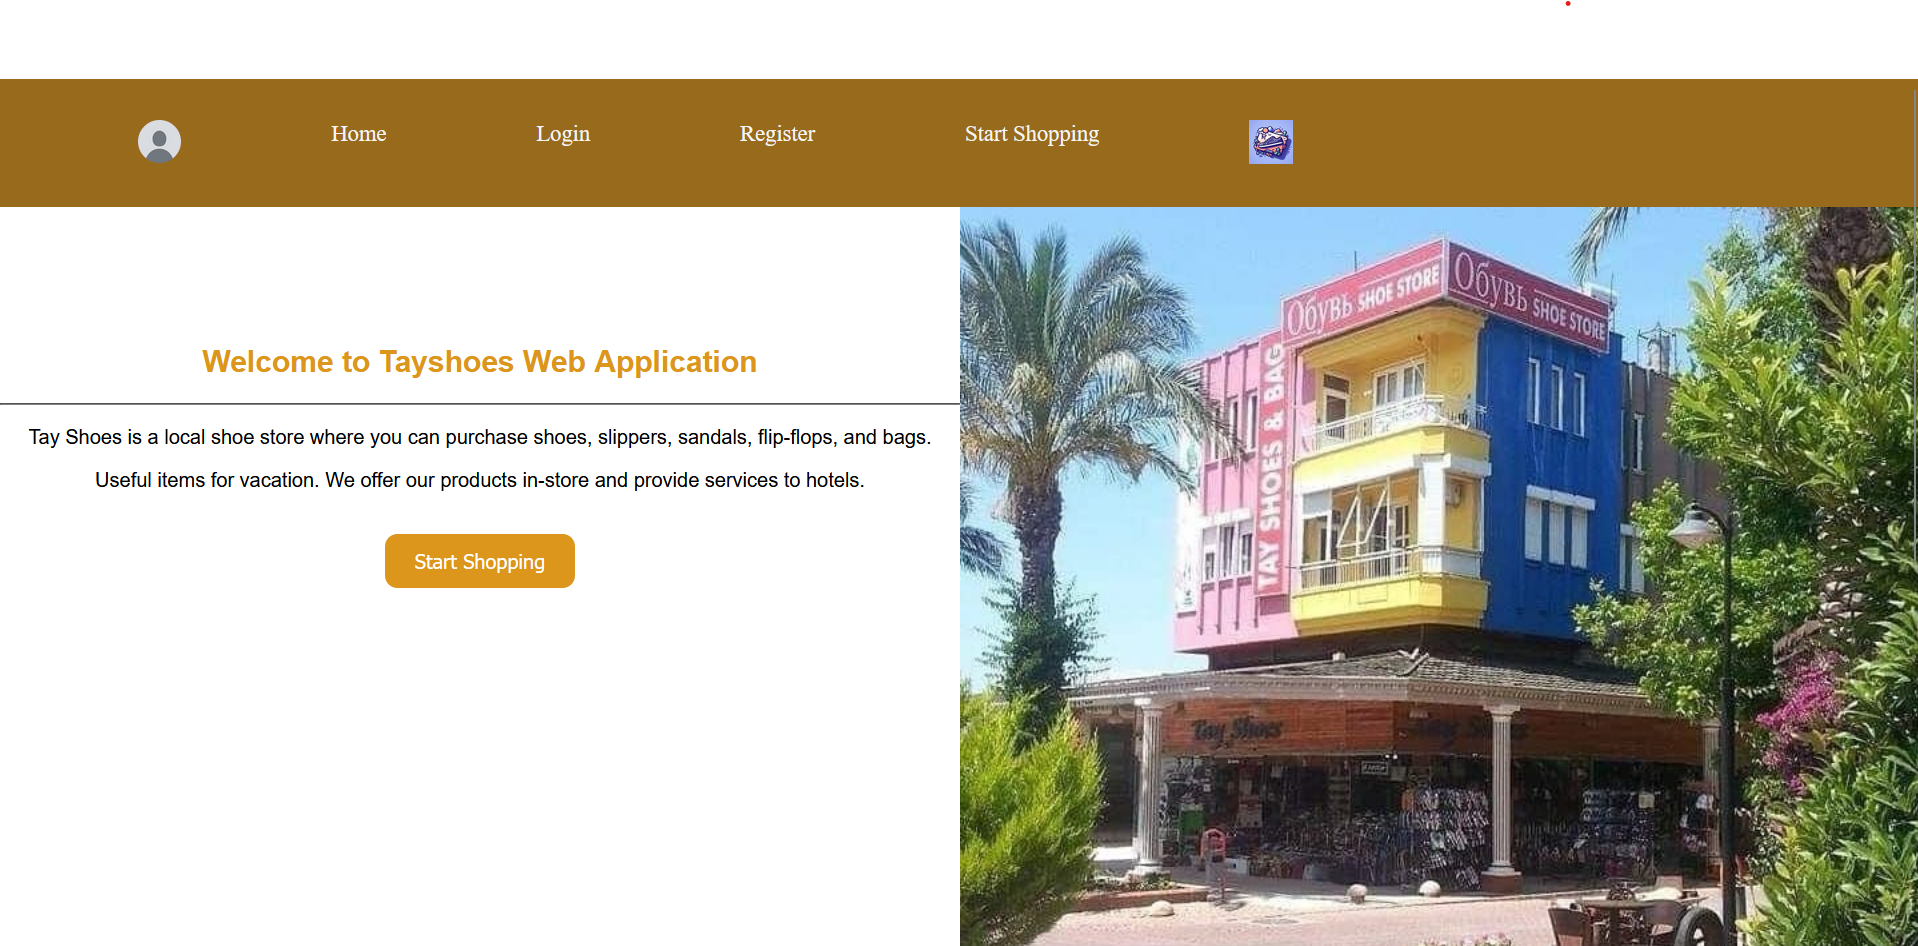 Home
Login
Register
Start Shopping
Welcome to Tayshoes Web Application
Tay Shoes is a local shoe store where you can purchase shoes, slippers, sandals, flip-flops, and bags.
Useful items for vacation. We offer our products in-store and provide services to hotels.
Start Shopping
Обувь SHOE STORE
Обувь SHOE STORE
TAY SHOES & BAG
Tay Shoes